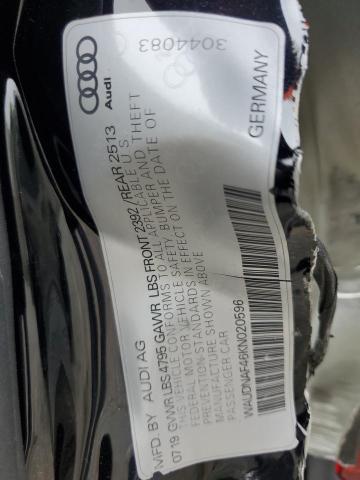 Audi
3044083
MFD. BY AUDI AG
07 19 GVWR LBS 4795 GAWR LBS FRONT 2392/REAR 2513
THIS VEHICLE CONFORMS TO ALL APPLICABLE U.S.
FEDERAL MOTOR VEHICLE SAFETY, BUMPER AND THEFT
PREVENTION-STANDARDS IN EFFECT ON THE DATE OF
MANUFACTURE SHOWN ABOVE
PASSENGER CAR
WAUDNAF46KN020596
GERMANY